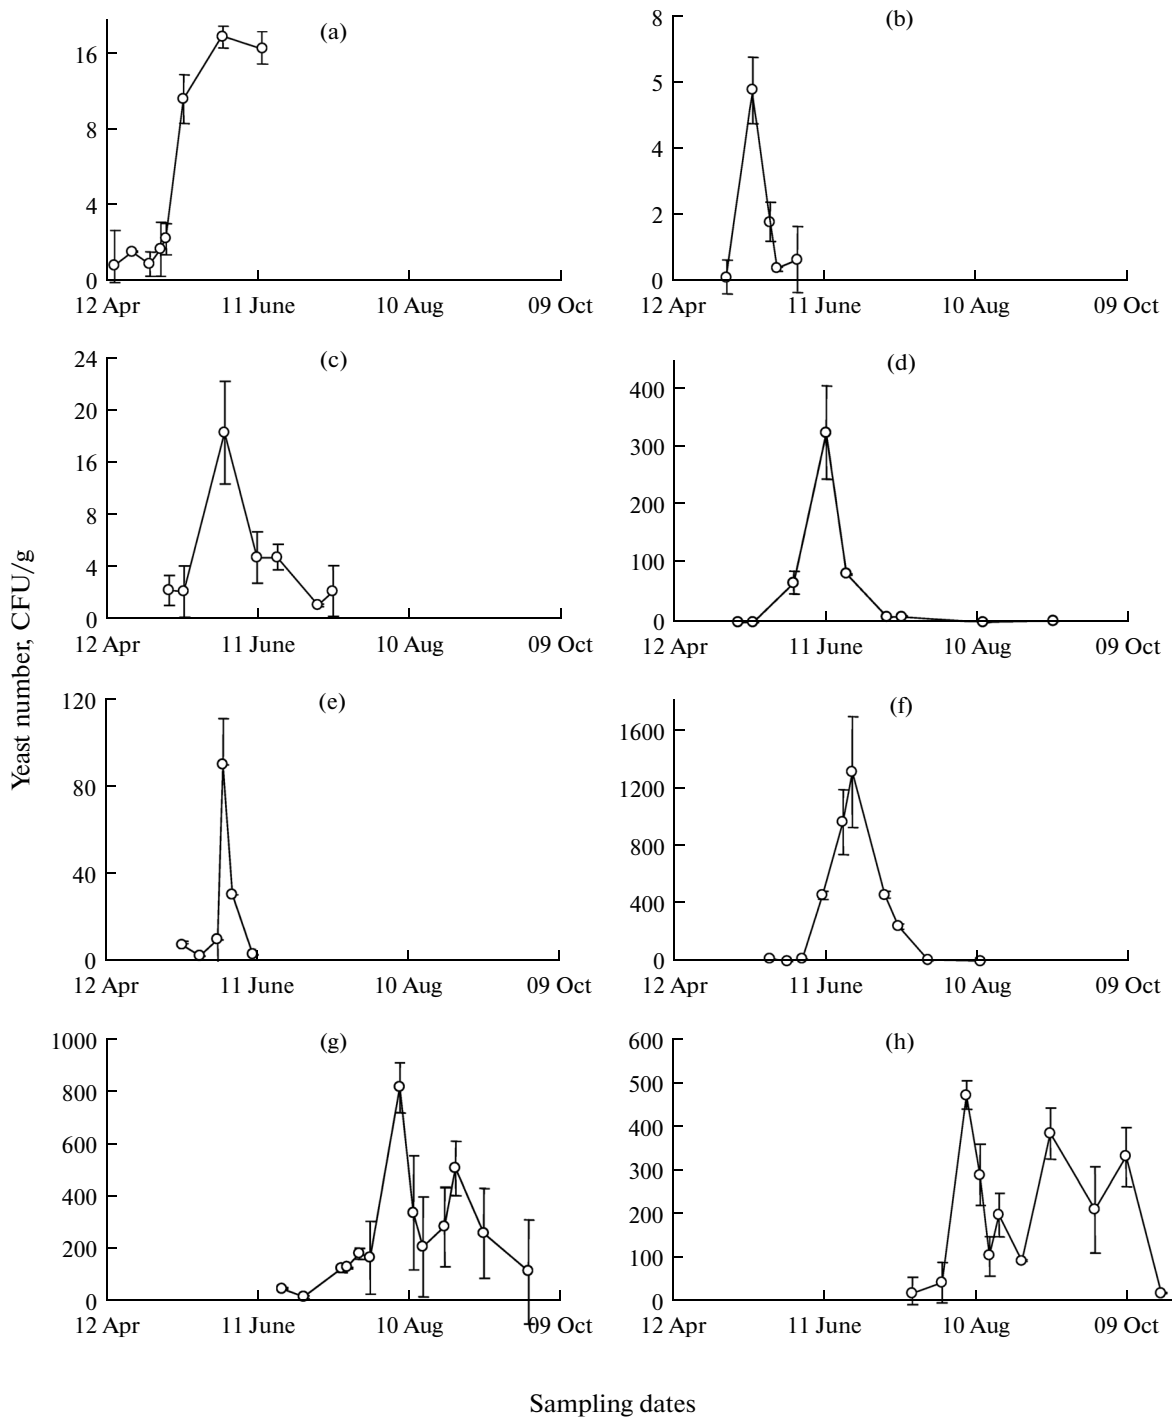 (a)
16
8
4
0
12 Apr 11 June 10 Aug 09 Oct
(b)
8
5
4
2
0
12 Apr 11 June 10 Aug 09 Oct
(c)
24
20
16
8
4
0
12 Apr 11 June 10 Aug 09 Oct
(d)
400
300
200
100
0
12 Apr 11 June 10 Aug 09 Oct
Yeast number, CFU/g
(e)
120
80
40
0
12 Apr 11 June 10 Aug 09 Oct
(f)
1600
1200
800
400
0
12 Apr 11 June 10 Aug 09 Oct
(g)
1000
800
600
400
200
0
12 Apr 11 June 10 Aug 09 Oct
(h)
600
500
400
300
200
100
0
12 Apr 11 June 10 Aug 09 Oct
Sampling dates